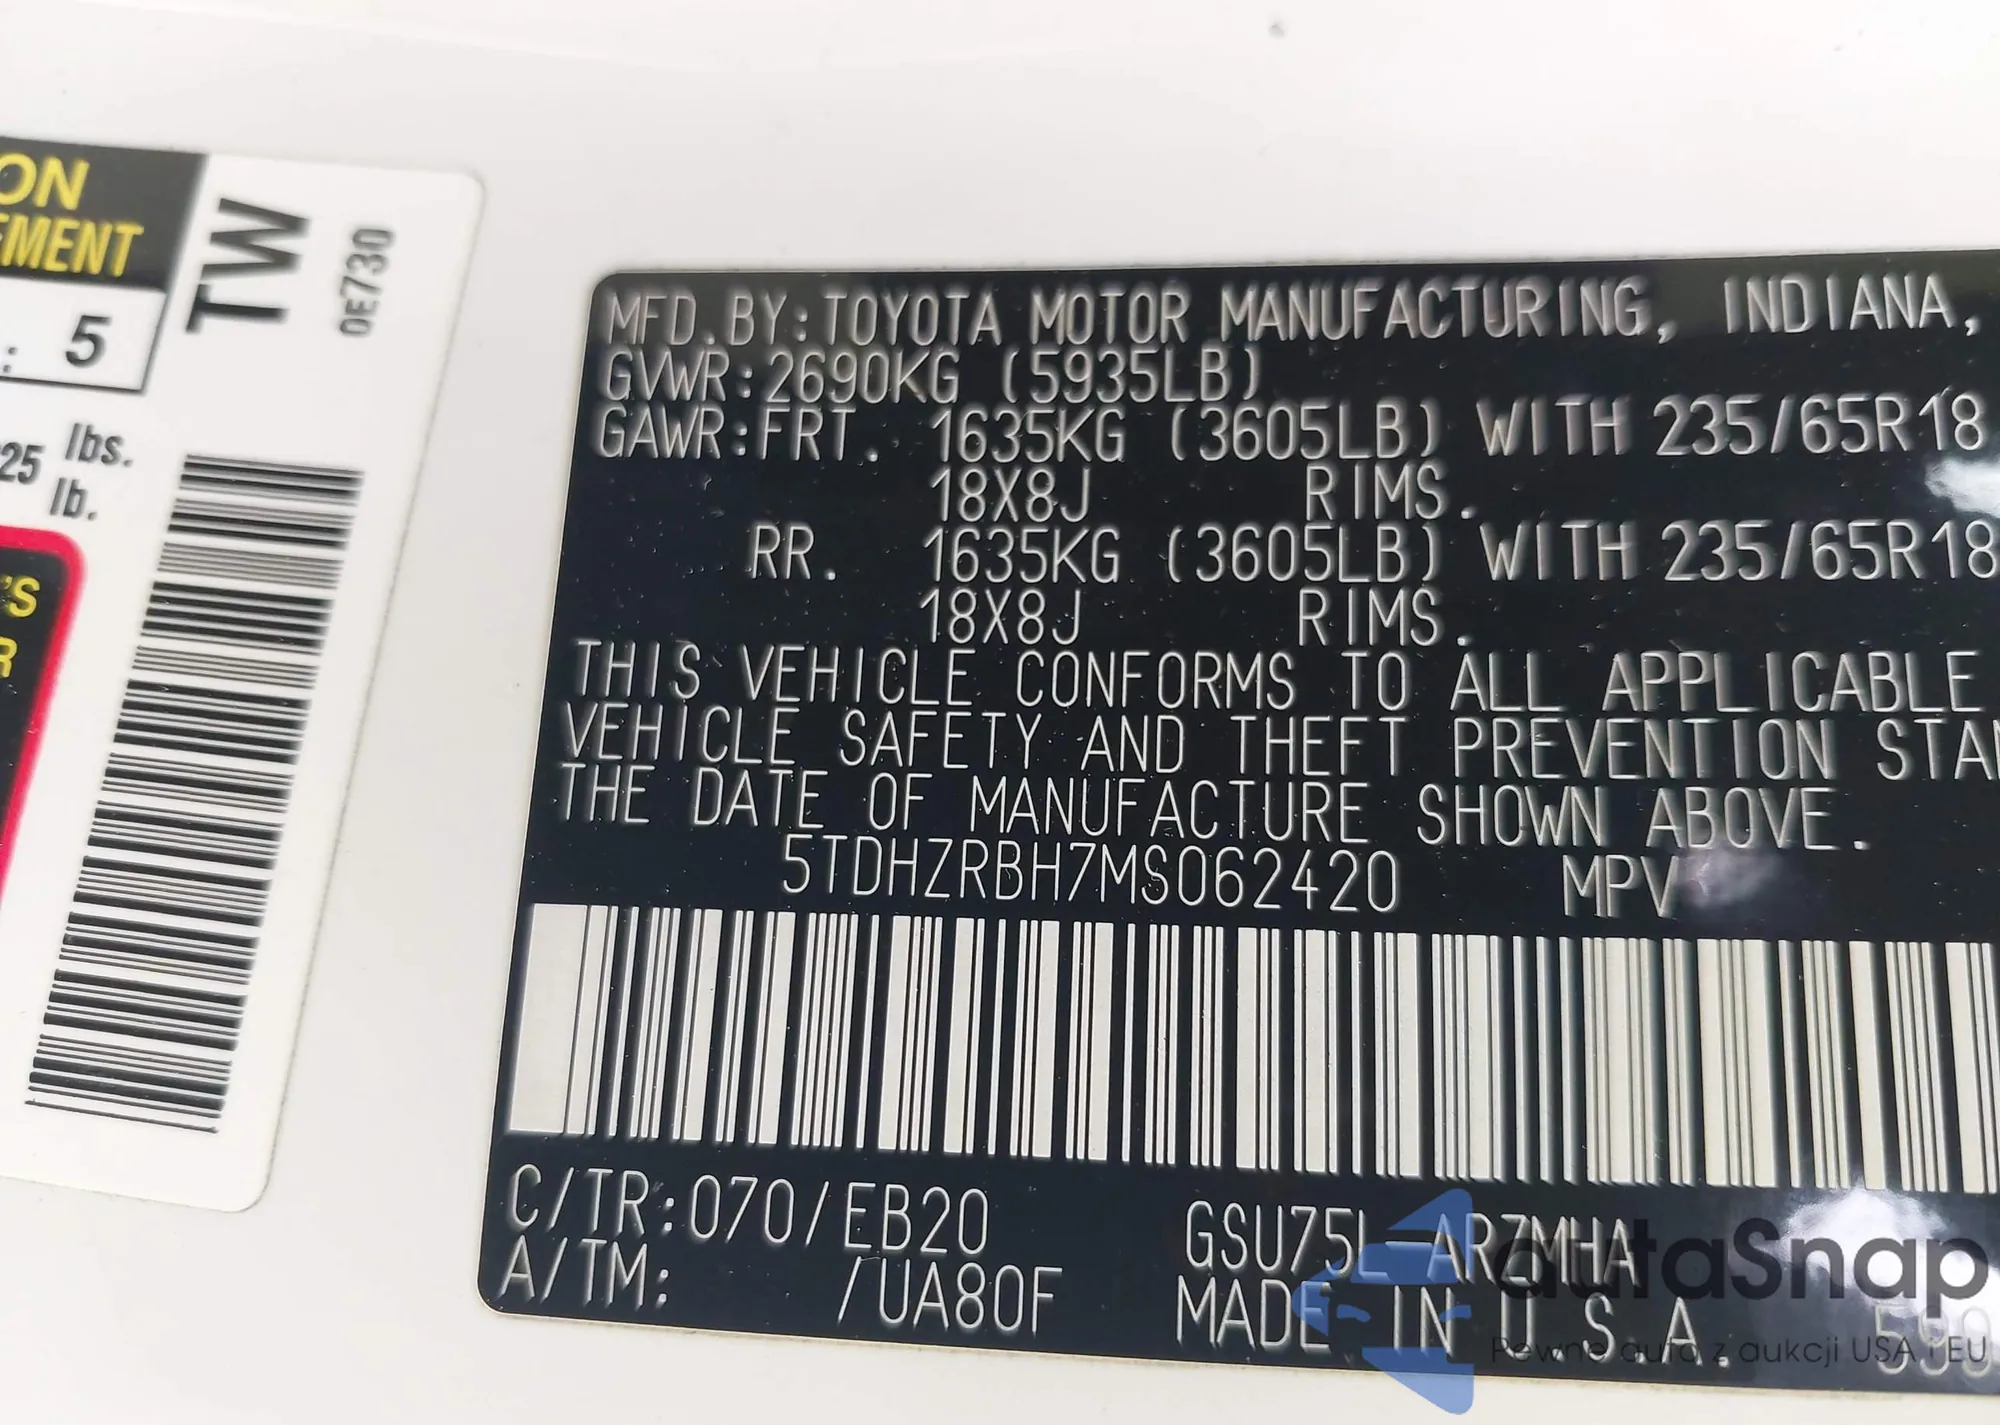 ON
EMENT
: 5
25 lbs.
lb.
'S
R
TW
0E730
MFD.BY:TOYOTA MOTOR MANUFACTURING, INDIANA,
GVWR:2690KG (5935LB)
GAWR:FRT. 1635KG (3605LB) WITH 235/65R18
18X8J RIMS.
RR. 1635KG (3605LB) WITH 235/65R18
18X8J RIMS.
THIS VEHICLE CONFORMS TO ALL APPLICABLE
VEHICLE SAFETY AND THEFT PREVENTION STAN
THE DATE OF MANUFACTURE SHOWN ABOVE.
5TDHZRBH7MS062420 MPV
C/TR:070/EB20 GSU75L-ARZMHA
A/TM: /UA80F MADE IN U.S.A. 599
autaSnap
Pewne auta z aukcji USA i EU